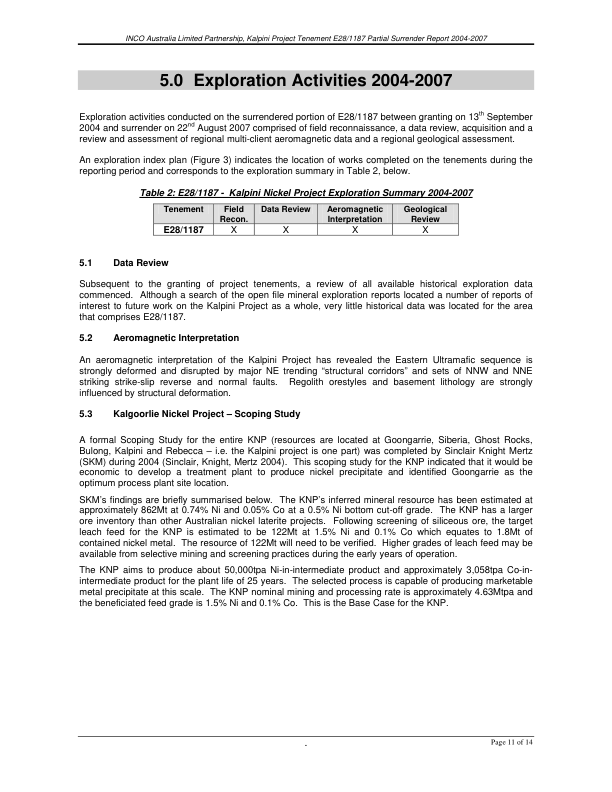 INCO Australia Limited Partnership, Kalpini Project Tenement E28/1187 Partial Surrender Report 2004-2007
5.0 Exploration Activities 2004-2007
Exploration activities conducted on the surrendered portion of E28/1187 between granting on 13th September
2004 and surrender on 22nd August 2007 comprised of field reconnaissance, a data review, acquisition and a
review and assessment of regional multi-client aeromagnetic data and a regional geological assessment.
An exploration index plan (Figure 3) indicates the location of works completed on the tenements during the
reporting period and corresponds to the exploration summary in Table 2, below.
Table 2: E28/1187 - Kalpini Nickel Project Exploration Summary 2004-2007
Tenement Field Data Review Aeromagnetic Geological
Recon. Interpretation Review
E28/1187 X X X X
5.1 Data Review
Subsequent to the granting of project tenements, a review of all available historical exploration data
commenced. Although a search of the open file mineral exploration reports located a number of reports of
interest to future work on the Kalpini Project as a whole, very little historical data was located for the area
that comprises E28/1187.
5.2 Aeromagnetic Interpretation
An aeromagnetic interpretation of the Kalpini Project has revealed the Eastern Ultramafic sequence is
strongly deformed and disrupted by major NE trending “structural corridors” and sets of NNW and NNE
striking strike-slip reverse and normal faults. Regolith orestyles and basement lithology are strongly
influenced by structural deformation.
5.3 Kalgoorlie Nickel Project – Scoping Study
A formal Scoping Study for the entire KNP (resources are located at Goongarrie, Siberia, Ghost Rocks,
Bulong, Kalpini and Rebecca – i.e. the Kalpini project is one part) was completed by Sinclair Knight Mertz
(SKM) during 2004 (Sinclair, Knight, Mertz 2004). This scoping study for the KNP indicated that it would be
economic to develop a treatment plant to produce nickel precipitate and identified Goongarrie as the
optimum process plant site location.
SKM’s findings are briefly summarised below. The KNP’s inferred mineral resource has been estimated at
approximately 862Mt at 0.74% Ni and 0.05% Co at a 0.5% Ni bottom cut-off grade. The KNP has a larger
ore inventory than other Australian nickel laterite projects. Following screening of siliceous ore, the target
leach feed for the KNP is estimated to be 122Mt at 1.5% Ni and 0.1% Co which equates to 1.8Mt of
contained nickel metal. The resource of 122Mt will need to be verified. Higher grades of leach feed may be
available from selective mining and screening practices during the early years of operation.
The KNP aims to produce about 50,000tpa Ni-in-intermediate product and approximately 3,058tpa Co-in-
intermediate product for the plant life of 25 years. The selected process is capable of producing marketable
metal precipitate at this scale. The KNP nominal mining and processing rate is approximately 4.63Mtpa and
the beneficiated feed grade is 1.5% Ni and 0.1% Co. This is the Base Case for the KNP.
- Page 11 of 14